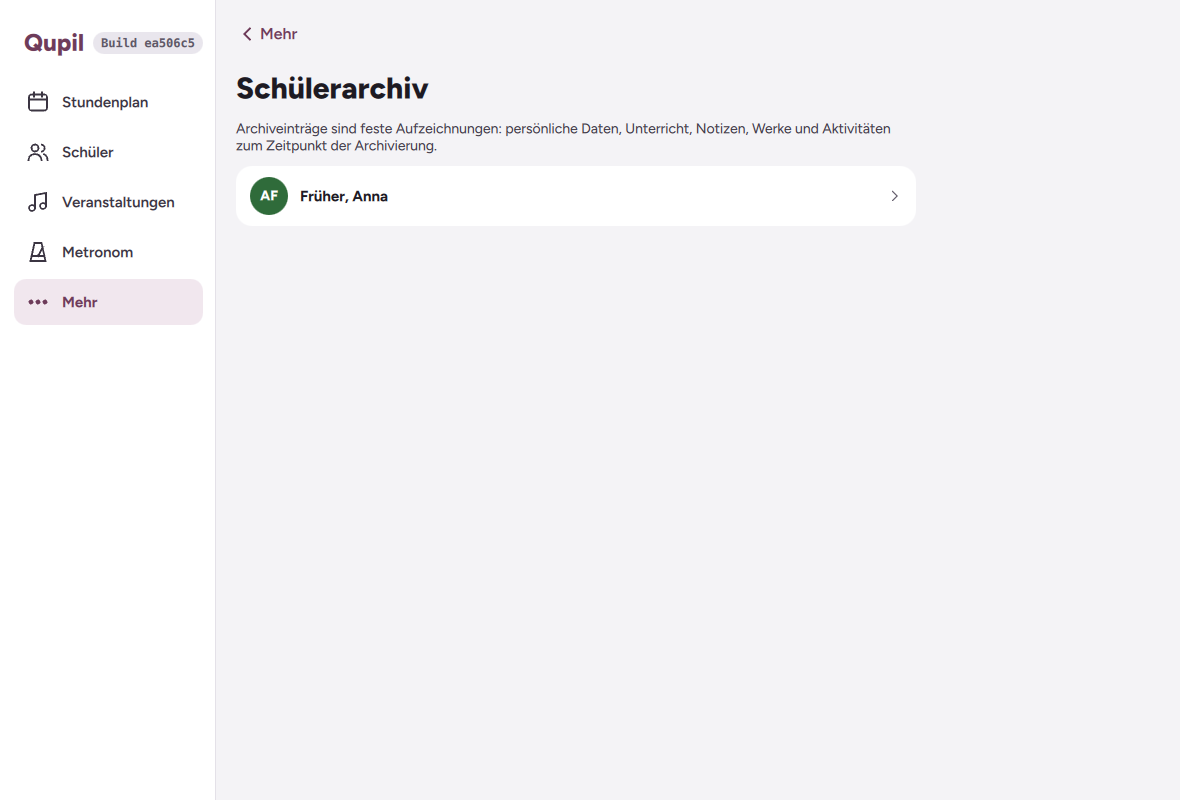 Qupil
Build ea506c5
Stundenplan
Schüler
Veranstaltungen
Metronom
Mehr
Mehr
Schülerarchiv
Archiveinträge sind feste Aufzeichnungen: persönliche Daten, Unterricht, Notizen, Werke und Aktivitäten
zum Zeitpunkt der Archivierung.
AF
Früher, Anna